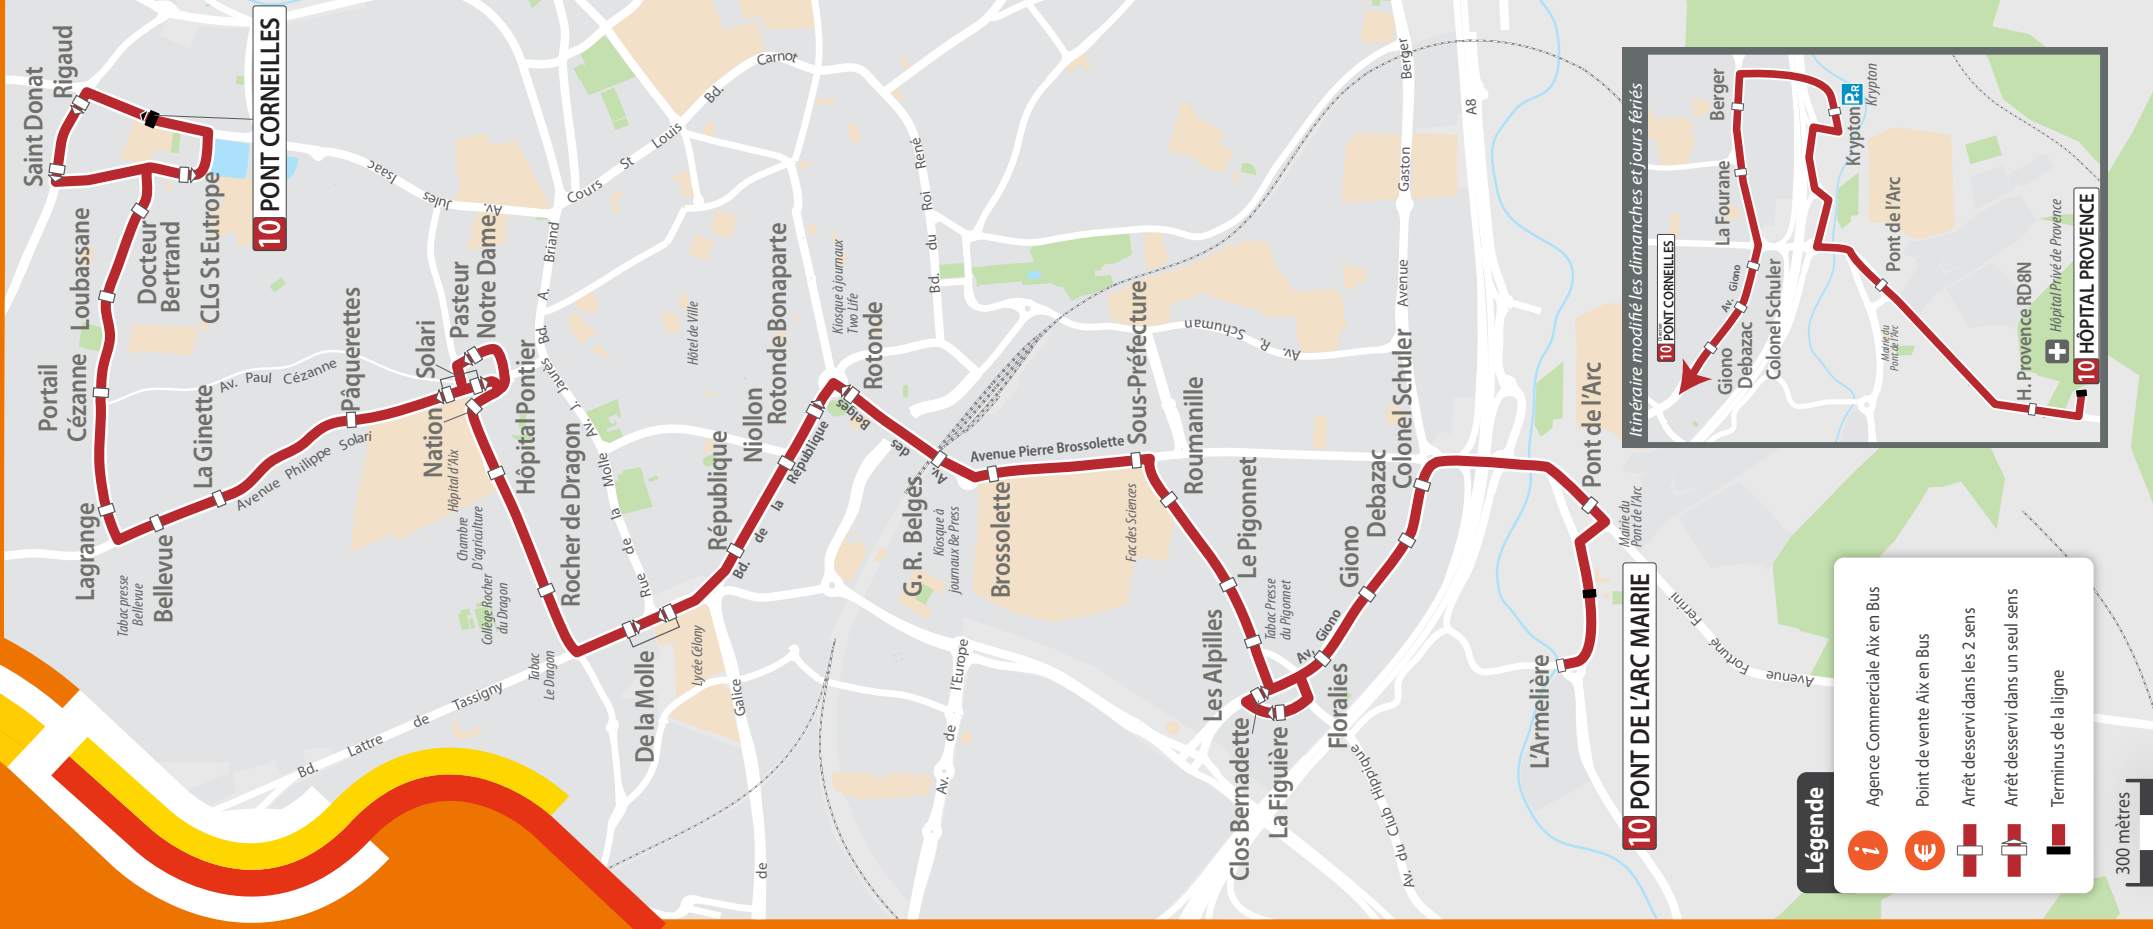 Saint Donat
Rigaud
10 PONT CORNEILLES
Portail
Cézanne
Loubassane
Docteur
Bertrand
CLG St Eutrope
Lagrange
Tabac presse
Bellevue
Bellevue
La Ginette
Avenue Philippe Solari
Av. Paul Cézanne
Pâquerettes
Solari
Pasteur
Notre Dame
Nation
Hôpital d'Aix
Hôpital Pontier
Chambre
D'agriculture
Collège Rocher
du Dragon
Rocher de Dragon
Tabac
Le Dragon
De la Molle
Lycée Célony
Bd. de Lattre de Tassigny
Rue de la Molle
Av. J. Jaurès
Bd. A. Briand
Av. Jules Isaac
Cours St Louis
Bd. Carnot
Hôtel de Ville
République
Bd. de la République
Niollon
Rotonde Bonaparte
Kiosque à journaux
Two Life
Rotonde
Bd. du Roi René
Av. des Belges
G. R. Belges
Kiosque à
journaux Be Press
Avenue Pierre Brossolette
Brossolette
Sous-Préfecture
Fac des Sciences
Roumanille
Av. R. Schuman
Le Pigonnet
Tabac Presse
du Pigonnet
Les Alpilles
Clos Bernadette
La Figuière
Floralies
Av. Giono
Giono
Debazac
Colonel Schuler
Avenue Gaston Berger
A8
Av. du Club Hippique
Av. de l'Europe
de Galice
L'Armelière
Pont de l'Arc
Mairie du
Pont de l'Arc
10 PONT DE L'ARC MAIRIE
Avenue Fortuné Ferrini
Itinéraire modifié les dimanches et jours fériés
10 PONT CORNEILLES
Av. Giono
Giono
Debazac
Colonel Schuler
La Fourane
Berger
Krypton
P+R
Krypton
Pont de l'Arc
Mairie du
Pont de l'Arc
H. Provence RD8N
Hôpital Privé de Provence
10 HÔPITAL PROVENCE
Légende
i Agence Commerciale Aix en Bus
€ Point de vente Aix en Bus
Arrêt desservi dans les 2 sens
Arrêt desservi dans un seul sens
Terminus de la ligne
300 mètres